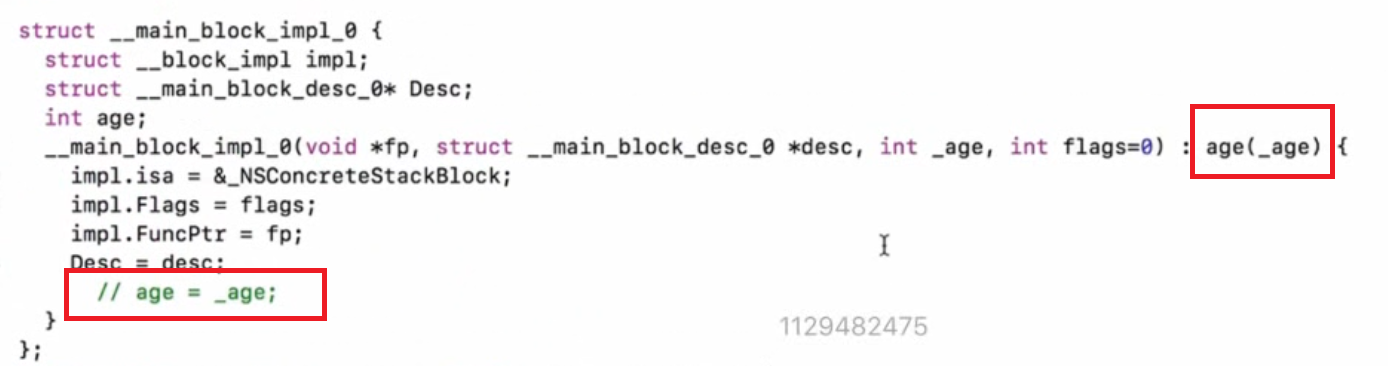 struct __main_block_impl_0 {
  struct __block_impl impl;
  struct __main_block_desc_0* Desc;
  int age;
  __main_block_impl_0(void *fp, struct __main_block_desc_0 *desc, int _age, int flags=0) : age(_age) {
    impl.isa = &_NSConcreteStackBlock;
    impl.Flags = flags;
    impl.FuncPtr = fp;
    Desc = desc;
      // age = _age;
  }
1129482475
};